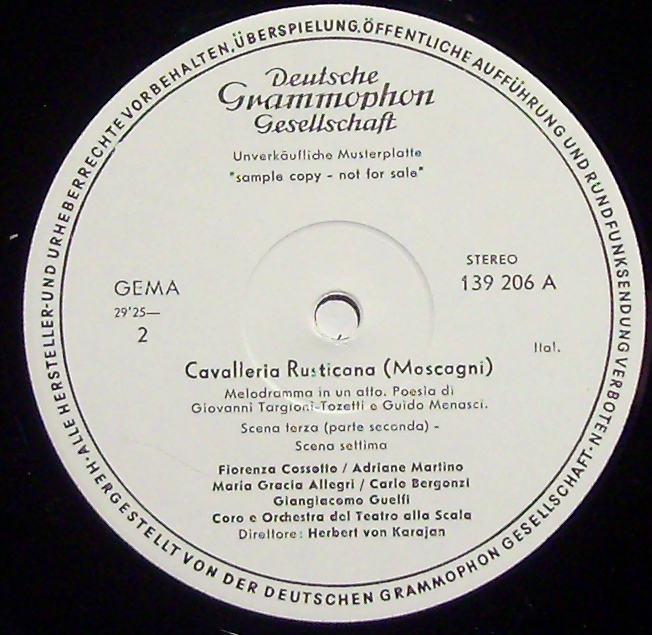 ALLE HERSTELLER- UND URHEBERRECHTE VORBEHALTEN, ÜBERSPIELUNG, ÖFFENTLICHE AUFFÜHRUNG UND RUNDFUNKSENDUNG VERBOTEN · HERGESTELLT VON DER DEUTSCHEN GRAMMOPHON GESELLSCHAFT ·
Deutsche
Grammophon
Gesellschaft
Unverkäufliche Musterplatte
"sample copy - not for sale"
GEMA
29'25—
2
STEREO
139 206 A
Ital.
Cavalleria Rusticana (Mascagni)
Melodramma in un atto. Poesia di
Giovanni Targioni-Tozetti e Guido Menasci.
Scena terza (parte seconda) -
Scena settima
Fiorenza Cossotto / Adriane Martino
Maria Gracia Allegri / Carlo Bergonzi
Giangiacomo Guelfi
Coro e Orchestra del Teatro alla Scala
Direttore: Herbert von Karajan